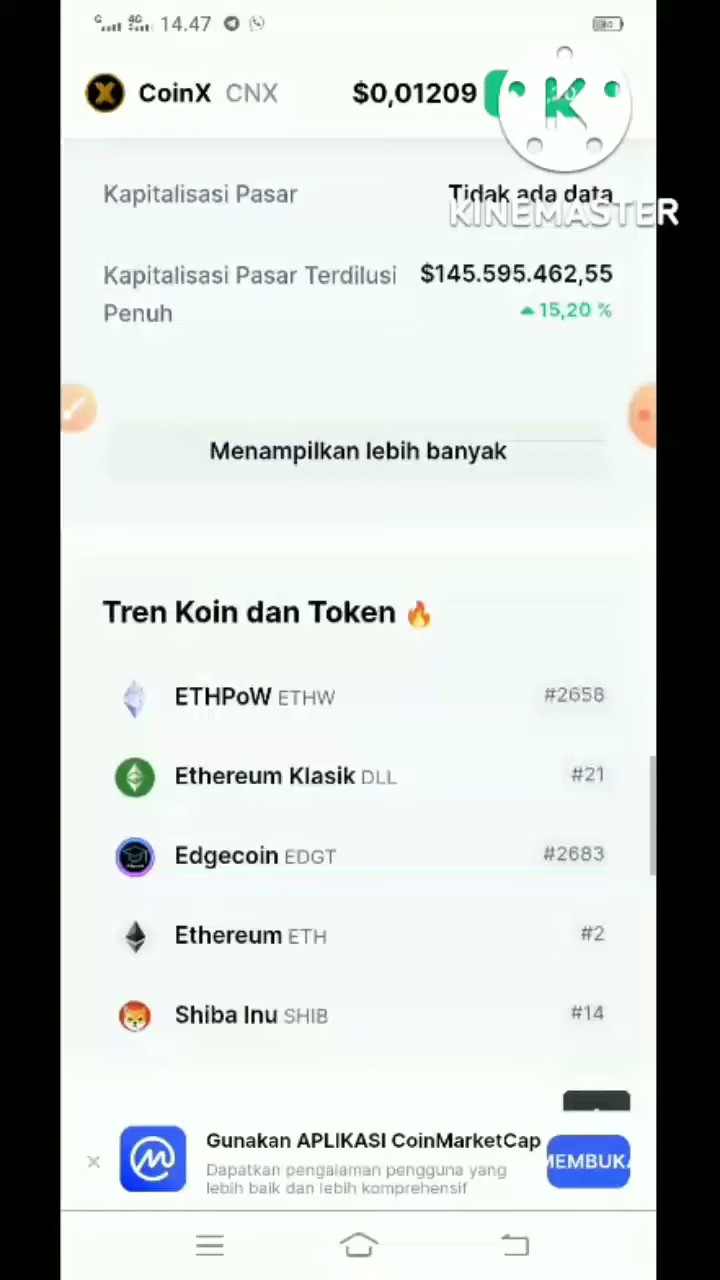 G 4G 14.47
CoinX CNX $0,01209
KINEMASTER
Kapitalisasi Pasar Tidak ada data
Kapitalisasi Pasar Terdilusi Penuh $145.595.462,55
15,20 %
Menampilkan lebih banyak
Tren Koin dan Token
ETHPoW ETHW #2658
Ethereum Klasik DLL #21
Edgecoin EDGT #2683
Ethereum ETH #2
Shiba Inu SHIB #14
Gunakan APLIKASI CoinMarketCap
Dapatkan pengalaman pengguna yang
lebih baik dan lebih komprehensif
MEMBUKA